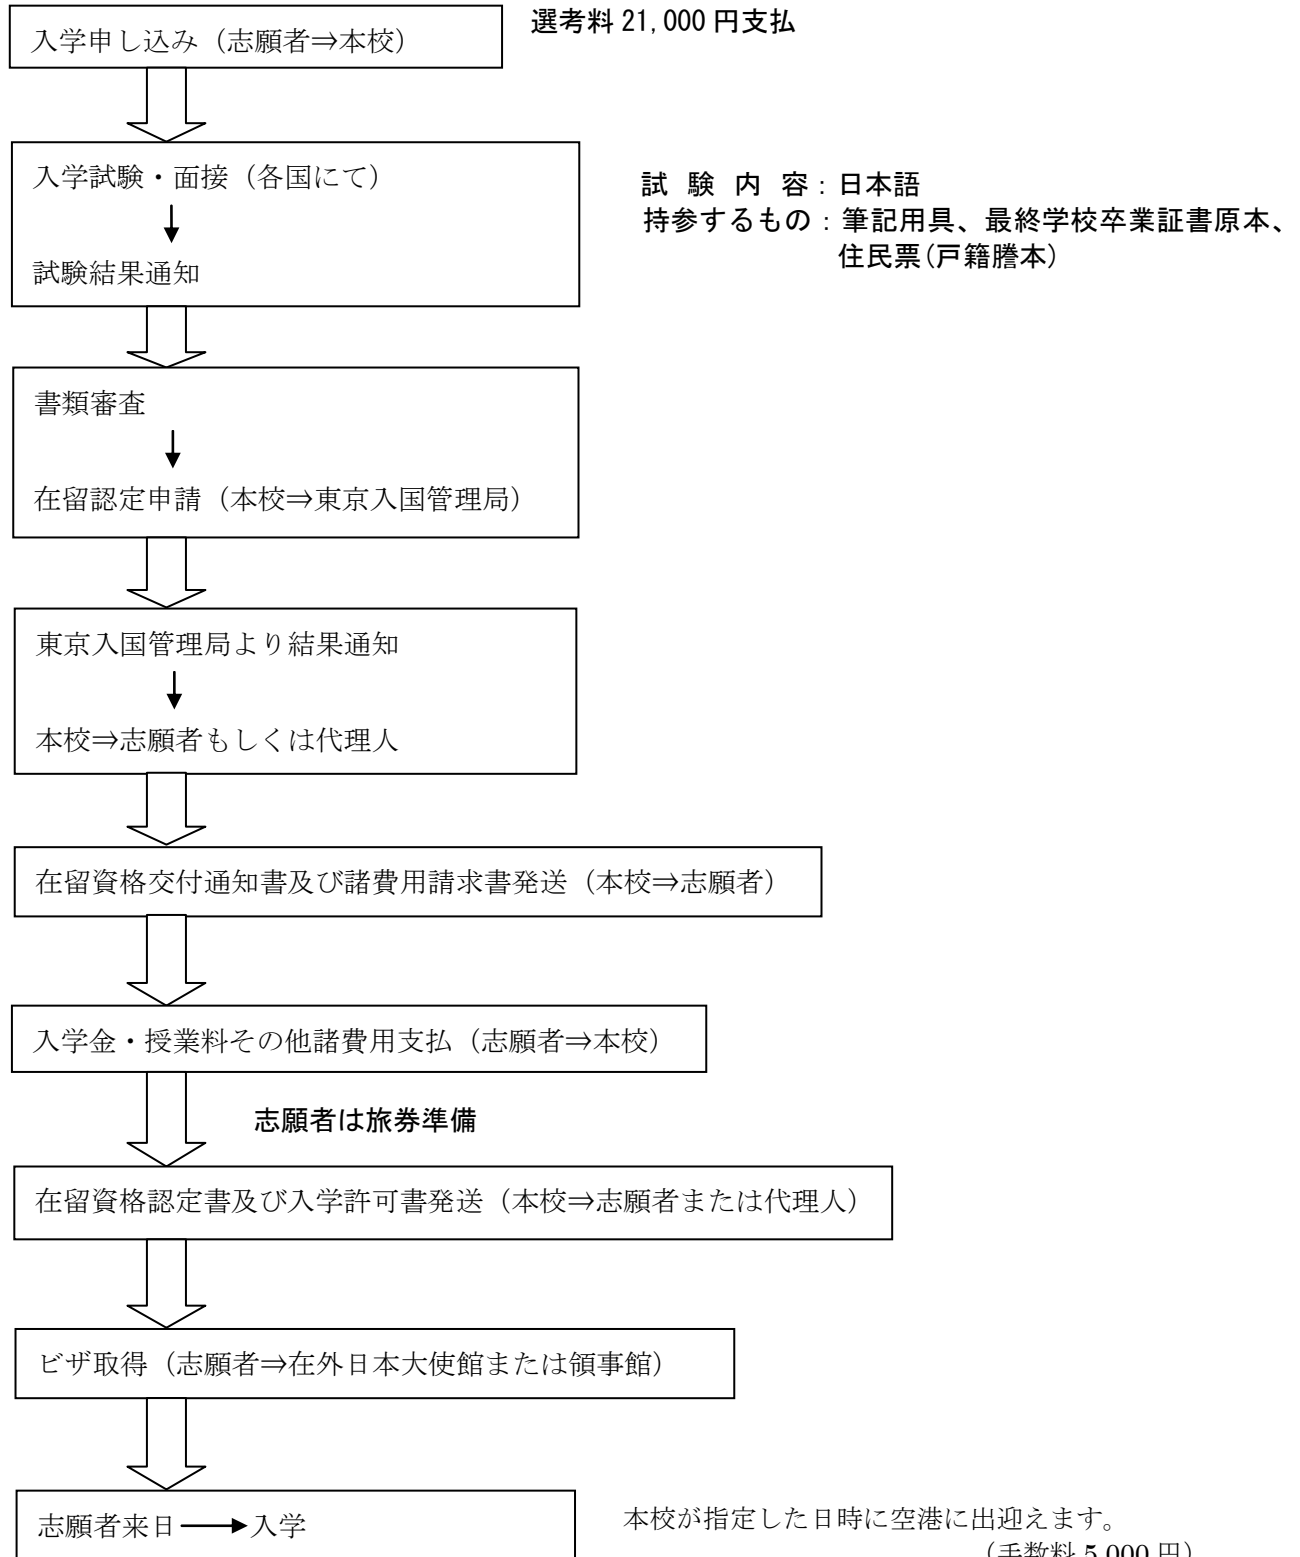 入学申し込み（志願者⇒本校）
選考料 21,000 円支払
入学試験・面接（各国にて）
試験結果通知
試 験 内 容：日本語
持参するもの：筆記用具、最終学校卒業証書原本、
住民票(戸籍謄本)
書類審査
在留認定申請（本校⇒東京入国管理局）
東京入国管理局より結果通知
本校⇒志願者もしくは代理人
在留資格交付通知書及び諸費用請求書発送（本校⇒志願者）
入学金・授業料その他諸費用支払（志願者⇒本校）
志願者は旅券準備
在留資格認定書及び入学許可書発送（本校⇒志願者または代理人）
ビザ取得（志願者⇒在外日本大使館または領事館）
志願者来日→入学
本校が指定した日時に空港に出迎えます。
（手数料 5,000 円）